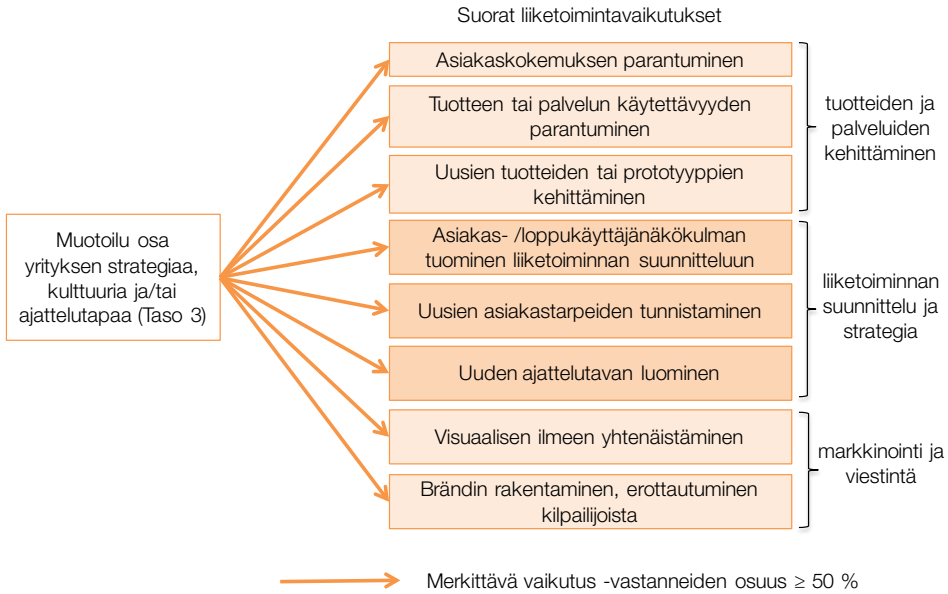 Suorat liiketoimintavaikutukset
Asiakaskokemuksen parantuminen
Tuotteen tai palvelun käytettävyyden
parantuminen
Uusien tuotteiden tai prototyyppien
kehittäminen
tuotteiden ja
palveluiden
kehittäminen
Muotoilu osa
yrityksen strategiaa,
kulttuuria ja/tai
ajattelutapaa (Taso 3)
Asiakas- /loppukäyttäjänäkökulman
tuominen liiketoiminnan suunnitteluun
Uusien asiakastarpeiden tunnistaminen
Uuden ajattelutavan luominen
liiketoiminnan
suunnittelu ja
strategia
Visuaalisen ilmeen yhtenäistäminen
Brändin rakentaminen, erottautuminen
kilpailijoista
markkinointi ja
viestintä
Merkittävä vaikutus -vastanneiden osuus ≥ 50 %